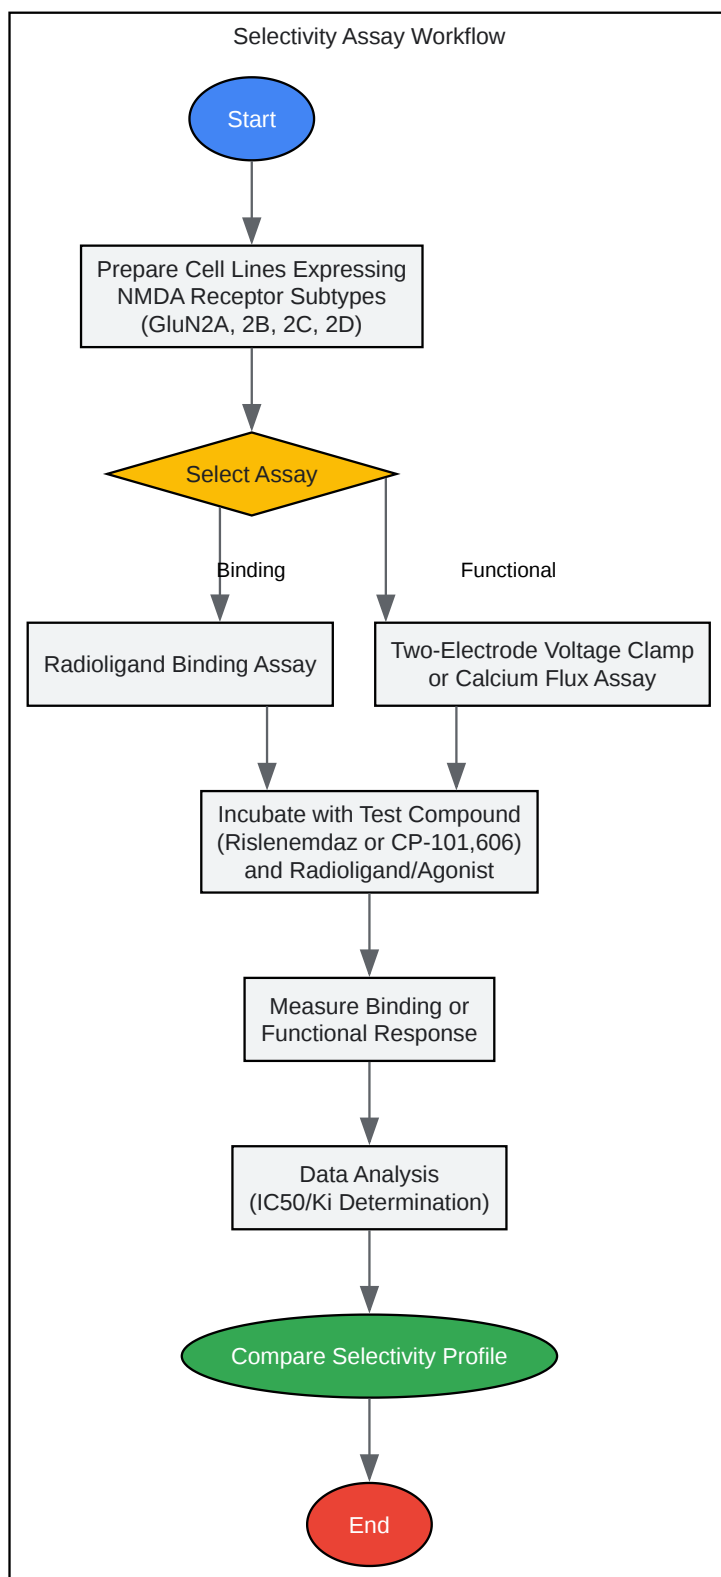 Selectivity Assay Workflow
Start
Prepare Cell Lines Expressing
NMDA Receptor Subtypes
(GluN2A, 2B, 2C, 2D)
Select Assay
Binding
Functional
Radioligand Binding Assay
Two-Electrode Voltage Clamp
or Calcium Flux Assay
Incubate with Test Compound
(Rislenemdaz or CP-101,606)
and Radioligand/Agonist
Measure Binding or
Functional Response
Data Analysis
(IC50/Ki Determination)
Compare Selectivity Profile
End